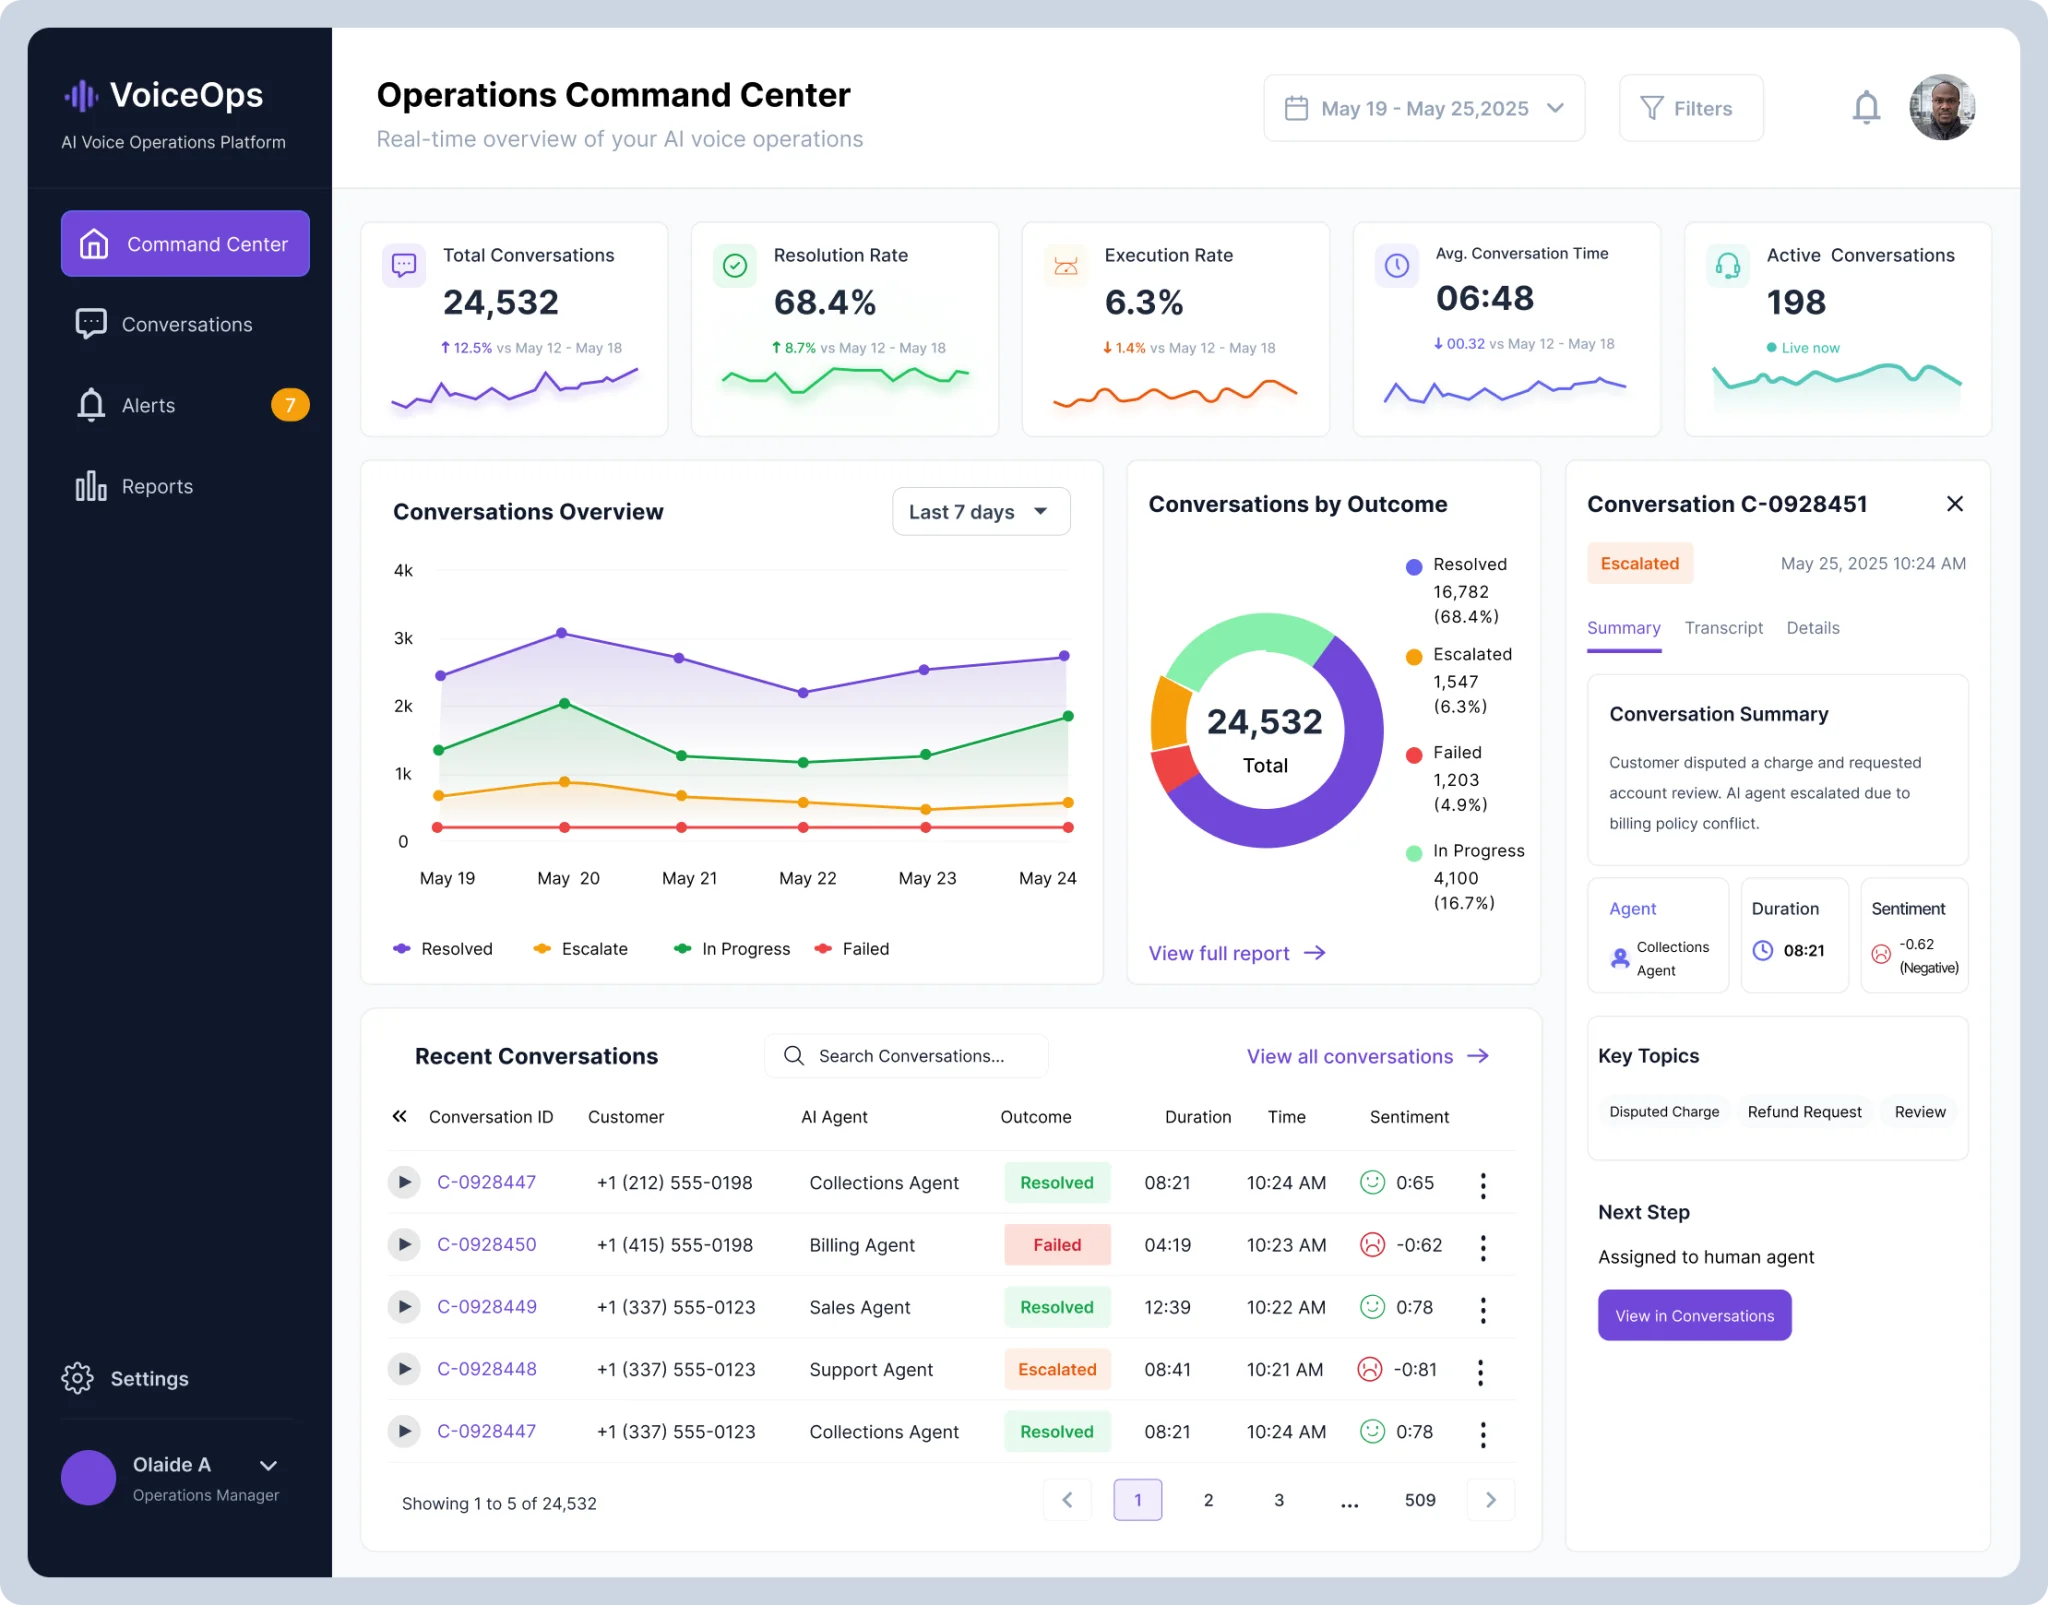 VoiceOps
AI Voice Operations Platform
Command Center
Conversations
Alerts
7
Reports
Settings
Olaide A
Operations Manager
Operations Command Center
Real-time overview of your AI voice operations
May 19 - May 25,2025
Filters
Total Conversations
24,532
12.5% vs May 12 - May 18
Resolution Rate
68.4%
8.7% vs May 12 - May 18
Execution Rate
6.3%
1.4% vs May 12 - May 18
Avg. Conversation Time
06:48
00.32 vs May 12 - May 18
Active Conversations
198
Live now
Conversations Overview
Last 7 days
4k
3k
2k
1k
0
May 19 May 20 May 21 May 22 May 23 May 24
Resolved Escalate In Progress Failed
Conversations by Outcome
24,532
Total
Resolved
16,782
(68.4%)
Escalated
1,547
(6.3%)
Failed
1,203
(4.9%)
In Progress
4,100
(16.7%)
View full report
Recent Conversations
Search Conversations...
View all conversations
Conversation ID Customer AI Agent Outcome Duration Time Sentiment
C-0928447 +1 (212) 555-0198 Collections Agent Resolved 08:21 10:24 AM 0:65
C-0928450 +1 (415) 555-0198 Billing Agent Failed 04:19 10:23 AM -0:62
C-0928449 +1 (337) 555-0123 Sales Agent Resolved 12:39 10:22 AM 0:78
C-0928448 +1 (337) 555-0123 Support Agent Escalated 08:41 10:21 AM -0:81
C-0928447 +1 (337) 555-0123 Collections Agent Resolved 08:21 10:24 AM 0:78
Showing 1 to 5 of 24,532
1 2 3 ... 509
Conversation C-0928451
Escalated
May 25, 2025 10:24 AM
Summary Transcript Details
Conversation Summary
Customer disputed a charge and requested
account review. AI agent escalated due to
billing policy conflict.
Agent
Collections
Agent
Duration
08:21
Sentiment
-0.62
(Negative)
Key Topics
Disputed Charge Refund Request Review
Next Step
Assigned to human agent
View in Conversations